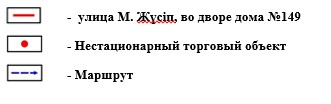 - улица М. Жүсіп, во дворе дома №149
- Нестационарный торговый объект
- Маршрут